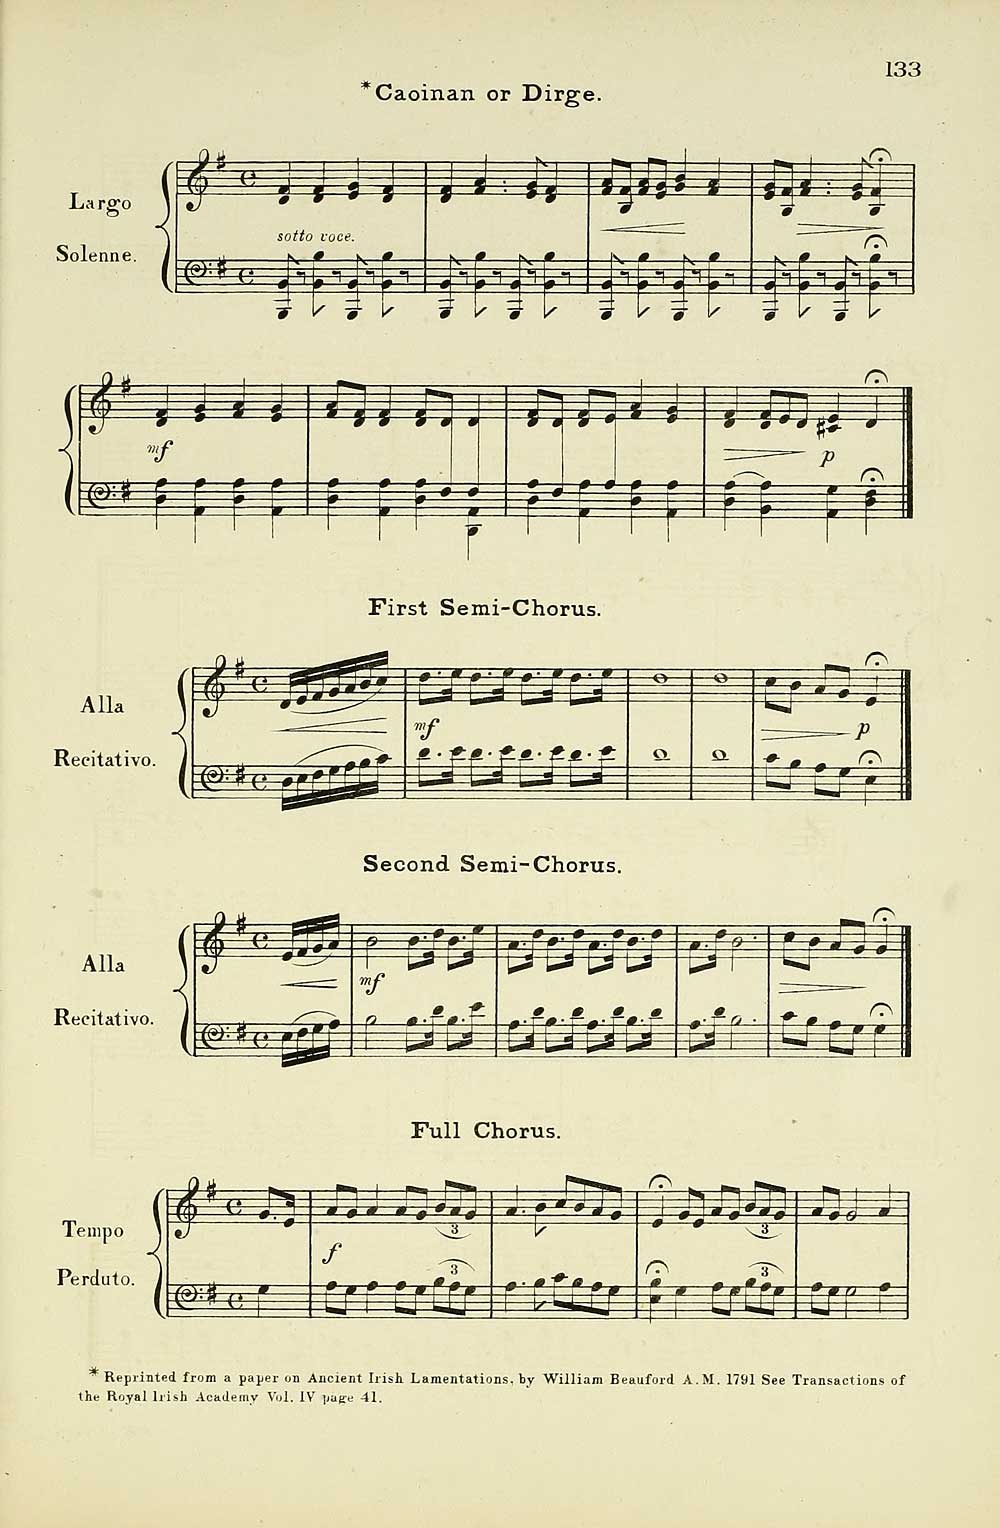 133
*Caoinan or Dirge.
Largo
Solenne.
sotto voce.
mf
p
First Semi-Chorus.
Alla
Recitativo.
mf
p
Second Semi-Chorus.
Alla
Recitativo.
mf
Full Chorus.
Tempo
Perduto.
f
3
3
3
3
* Reprinted from a paper on Ancient Irish Lamentations, by William Beauford A.M. 1791 See Transactions of
the Royal Irish Academy Vol. IV page 41.